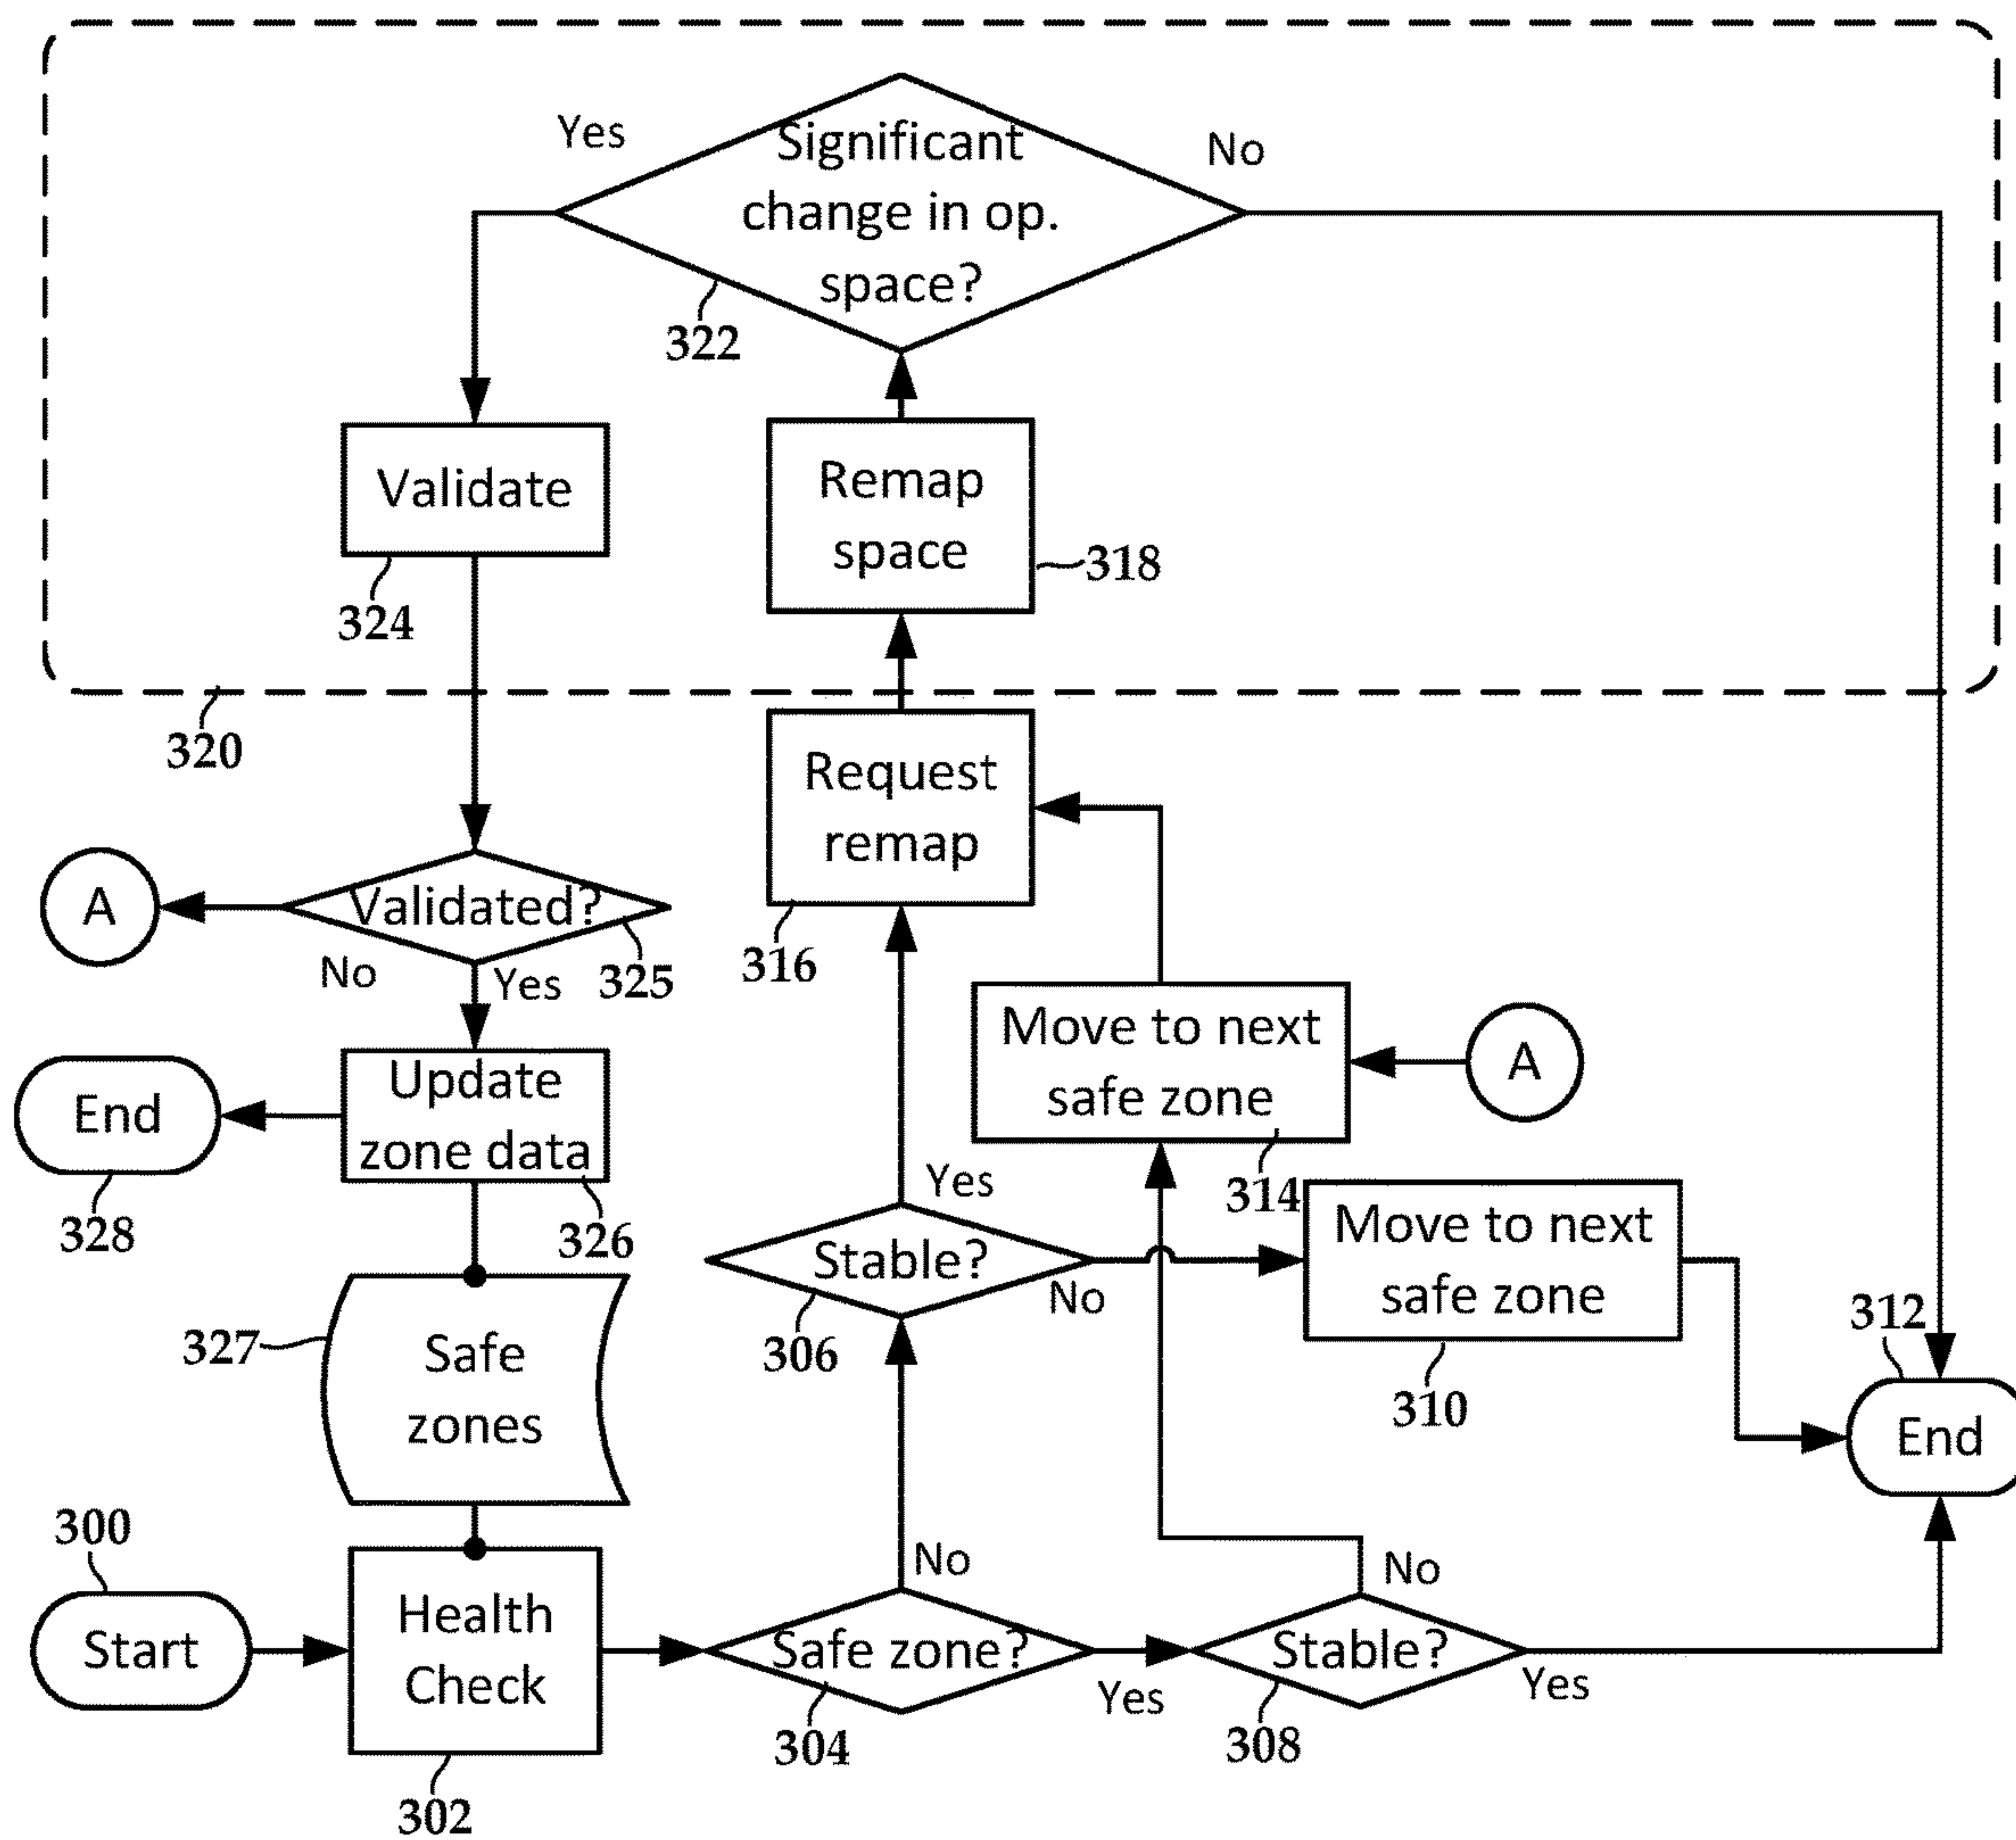 Yes
Significant
change in op.
space?
No
322
Validate
324
Remap
space
318
320
Request
remap
316
A
Validated?
No
Yes
325
Move to next
safe zone
314
A
End
328
Update
zone data
326
Yes
Stable?
No
306
Move to next
safe zone
310
312
End
327
Safe
zones
300
Start
Health
Check
302
No
Safe zone?
Yes
304
No
Stable?
Yes
308